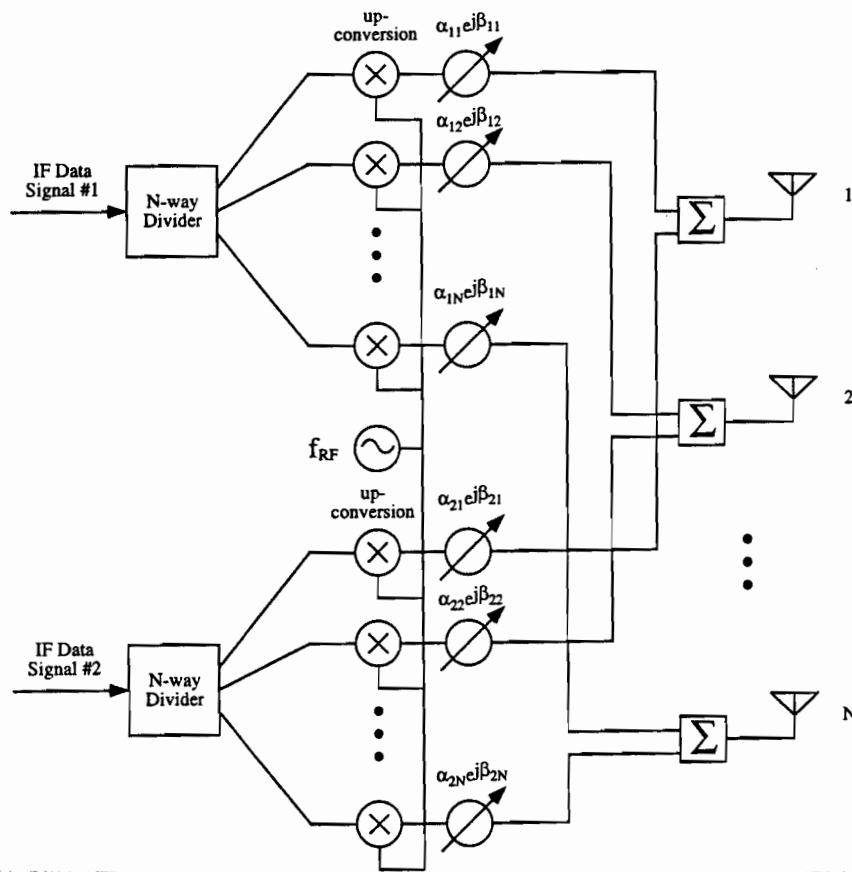 up-
conversion
α₁₁ejβ₁₁
α₁₂ejβ₁₂
IF Data
Signal #1
N-way
Divider
Σ
1
α₁ₙejβ₁ₙ
Σ
2
f_RF
up-
conversion
α₂₁ejβ₂₁
α₂₂ejβ₂₂
IF Data
Signal #2
N-way
Divider
Σ
N
α₂ₙejβ₂ₙ